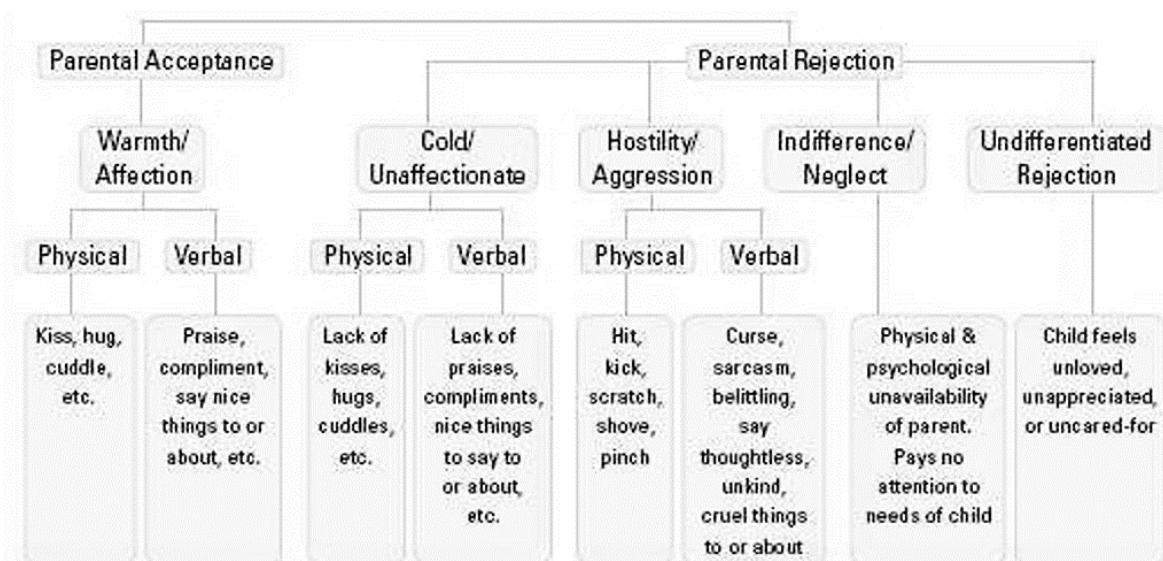 Parental Acceptance
Parental Rejection
Warmth/
Affection
Cold/
Unaffectionate
Hostility/
Aggression
Indifference/
Neglect
Undifferentiated
Rejection
Physical
Verbal
Physical
Verbal
Physical
Verbal
Kiss, hug,
cuddle,
etc.
Praise,
compliment,
say nice
things to or
about, etc.
Lack of
kisses,
hugs,
cuddles,
etc.
Lack of
praises,
compliments,
nice things
to say to
or about,
etc.
Hit,
kick,
scratch,
shove,
pinch
Curse,
sarcasm,
belittling,
say
thoughtless,
unkind,
cruel things
to or about
Physical &
psychological
unavailability
of parent.
Pays no
attention to
needs of child
Child feels
unloved,
unappreciated,
or uncared-for